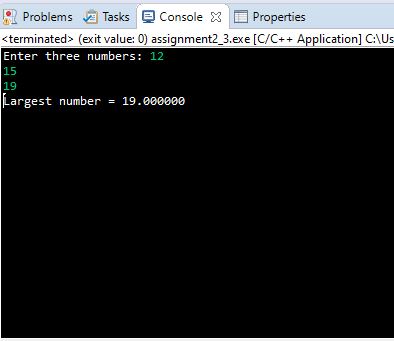 Problems Tasks Console Properties
<terminated> (exit value: 0) assignment2_3.exe [C/C++ Application] C:\Us
Enter three numbers: 12
15
19
Largest number = 19.000000